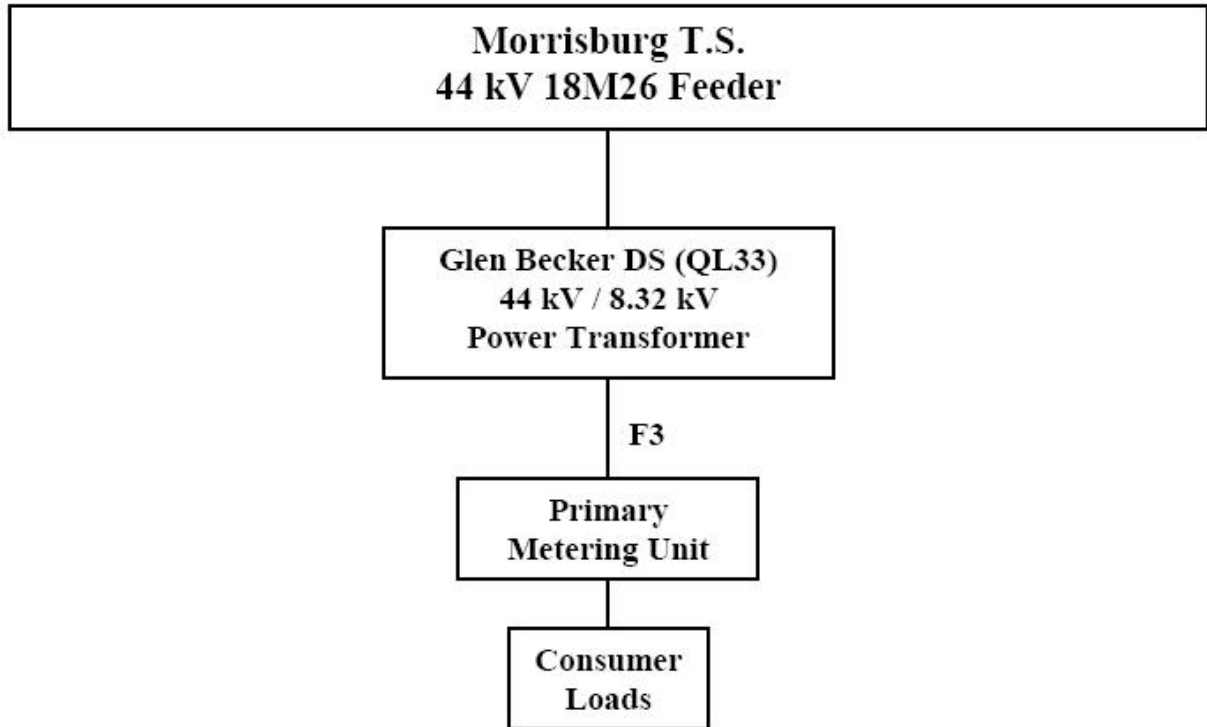 Morrisburg T.S.
44 kV 18M26 Feeder
Glen Becker DS (QL33)
44 kV / 8.32 kV
Power Transformer
F3
Primary
Metering Unit
Consumer
Loads